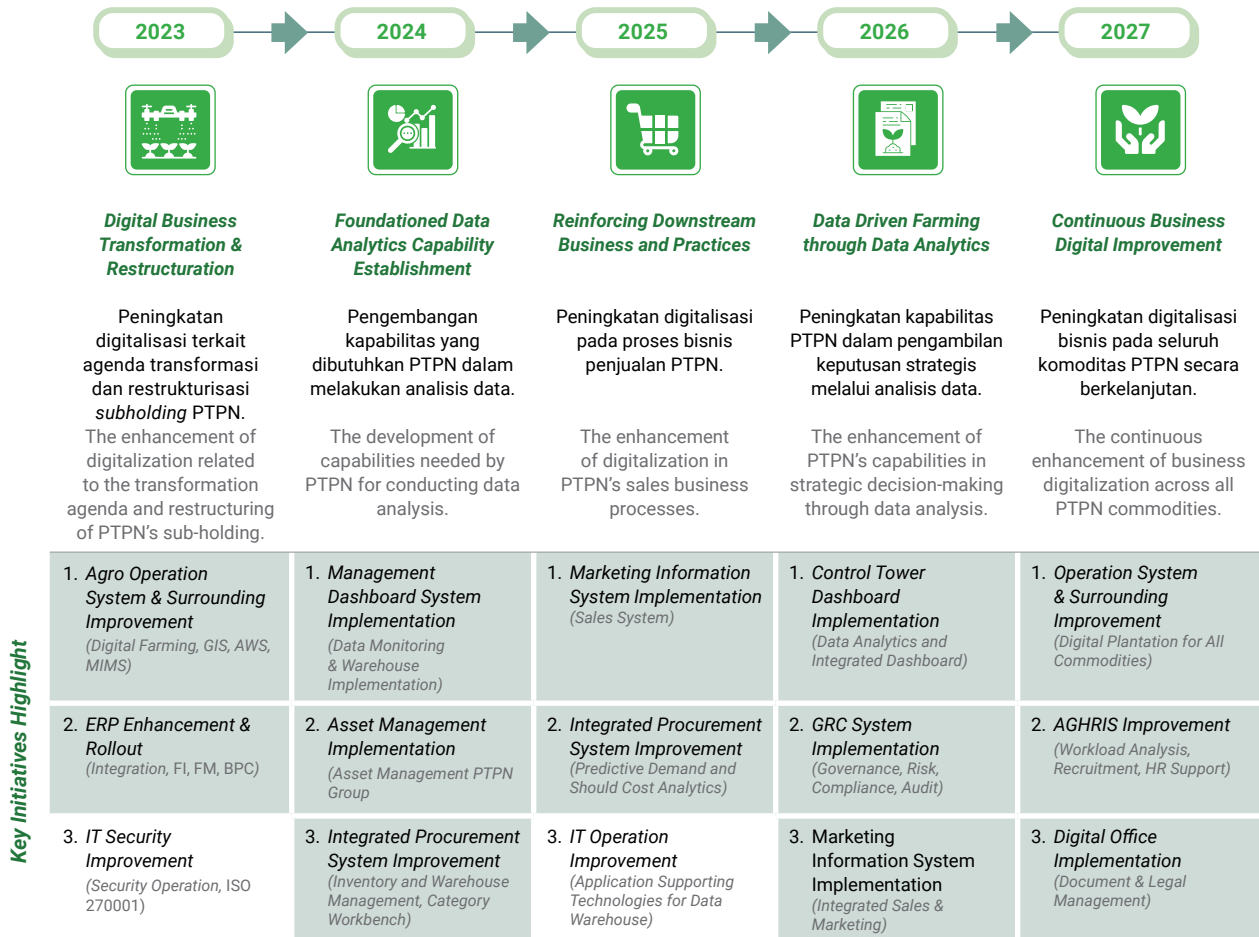 2023
2024
2025
2026
2027
Digital Business
Transformation &
Restructuration
Foundationed Data
Analytics Capability
Establishment
Reinforcing Downstream
Business and Practices
Data Driven Farming
through Data Analytics
Continuous Business
Digital Improvement
Peningkatan
digitalisasi terkait
agenda transformasi
dan restrukturisasi
subholding PTPN.
The enhancement of
digitalization related
to the transformation
agenda and restructuring
of PTPN's sub-holding.
Pengembangan
kapabilitas yang
dibutuhkan PTPN dalam
melakukan analisis data.
The development of
capabilities needed by
PTPN for conducting data
analysis.
Peningkatan digitalisasi
pada proses bisnis
penjualan PTPN.
The enhancement
of digitalization in
PTPN's sales business
processes.
Peningkatan kapabilitas
PTPN dalam pengambilan
keputusan strategis
melalui analisis data.
The enhancement of
PTPN's capabilities in
strategic decision-making
through data analysis.
Peningkatan digitalisasi
bisnis pada seluruh
komoditas PTPN secara
berkelanjutan.
The continuous
enhancement of business
digitalization across all
PTPN commodities.
Key Initiatives Highlight
1. Agro Operation
System & Surrounding
Improvement
(Digital Farming, GIS, AWS,
MIMS)
1. Management
Dashboard System
Implementation
(Data Monitoring
& Warehouse
Implementation)
1. Marketing Information
System Implementation
(Sales System)
1. Control Tower
Dashboard
Implementation
(Data Analytics and
Integrated Dashboard)
1. Operation System
& Surrounding
Improvement
(Digital Plantation for All
Commodities)
2. ERP Enhancement &
Rollout
(Integration, FI, FM, BPC)
2. Asset Management
Implementation
(Asset Management PTPN
Group
2. Integrated Procurement
System Improvement
(Predictive Demand and
Should Cost Analytics)
2. GRC System
Implementation
(Governance, Risk,
Compliance, Audit)
2. AGHRIS Improvement
(Workload Analysis,
Recruitment, HR Support)
3. IT Security
Improvement
(Security Operation, ISO
270001)
3. Integrated Procurement
System Improvement
(Inventory and Warehouse
Management, Category
Workbench)
3. IT Operation
Improvement
(Application Supporting
Technologies for Data
Warehouse)
3. Marketing
Information System
Implementation
(Integrated Sales &
Marketing)
3. Digital Office
Implementation
(Document & Legal
Management)